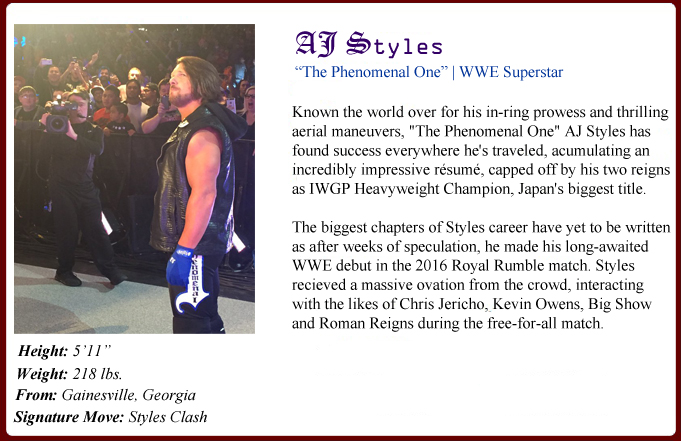 AJ Styles
“The Phenomenal One” | WWE Superstar
Known the world over for his in-ring prowess and thrilling
aerial maneuvers, "The Phenomenal One" AJ Styles has
found success everywhere he's traveled, acumulating an
incredibly impressive résumé, capped off by his two reigns
as IWGP Heavyweight Champion, Japan's biggest title.
The biggest chapters of Styles career have yet to be written
as after weeks of speculation, he made his long-awaited
WWE debut in the 2016 Royal Rumble match. Styles
recieved a massive ovation from the crowd, interacting
with the likes of Chris Jericho, Kevin Owens, Big Show
and Roman Reigns during the free-for-all match.
Phenomenal
Height: 5’11”
Weight: 218 lbs.
From: Gainesville, Georgia
Signature Move: Styles Clash